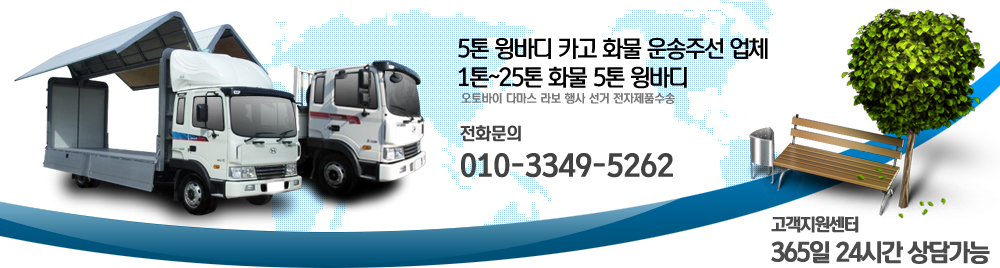 5톤 윙바디 카고 화물 운송주선 업체
1톤~25톤 화물 5톤 윙바디
오토바이 다마스 라보 행사 선거 전자제품수송
전화문의
010-3349-5262
고객지원센터
365일 24시간 상담가능